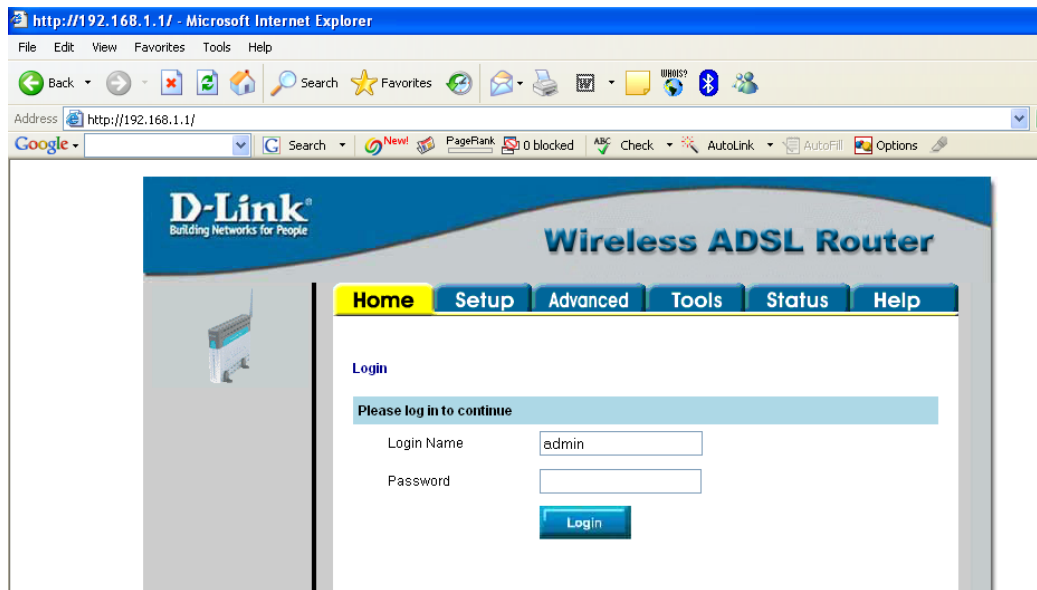 http://192.168.1.1/ - Microsoft Internet Explorer
File Edit View Favorites Tools Help
Back Search Favorites W WHOIS?
Address http://192.168.1.1/
Google G Search New! PageRank 0 blocked ABC Check AutoLink AutoFill Options
D-Link®
Building Networks for People
Wireless ADSL Router
Home Setup Advanced Tools Status Help
Login
Please log in to continue
Login Name admin
Password
Login